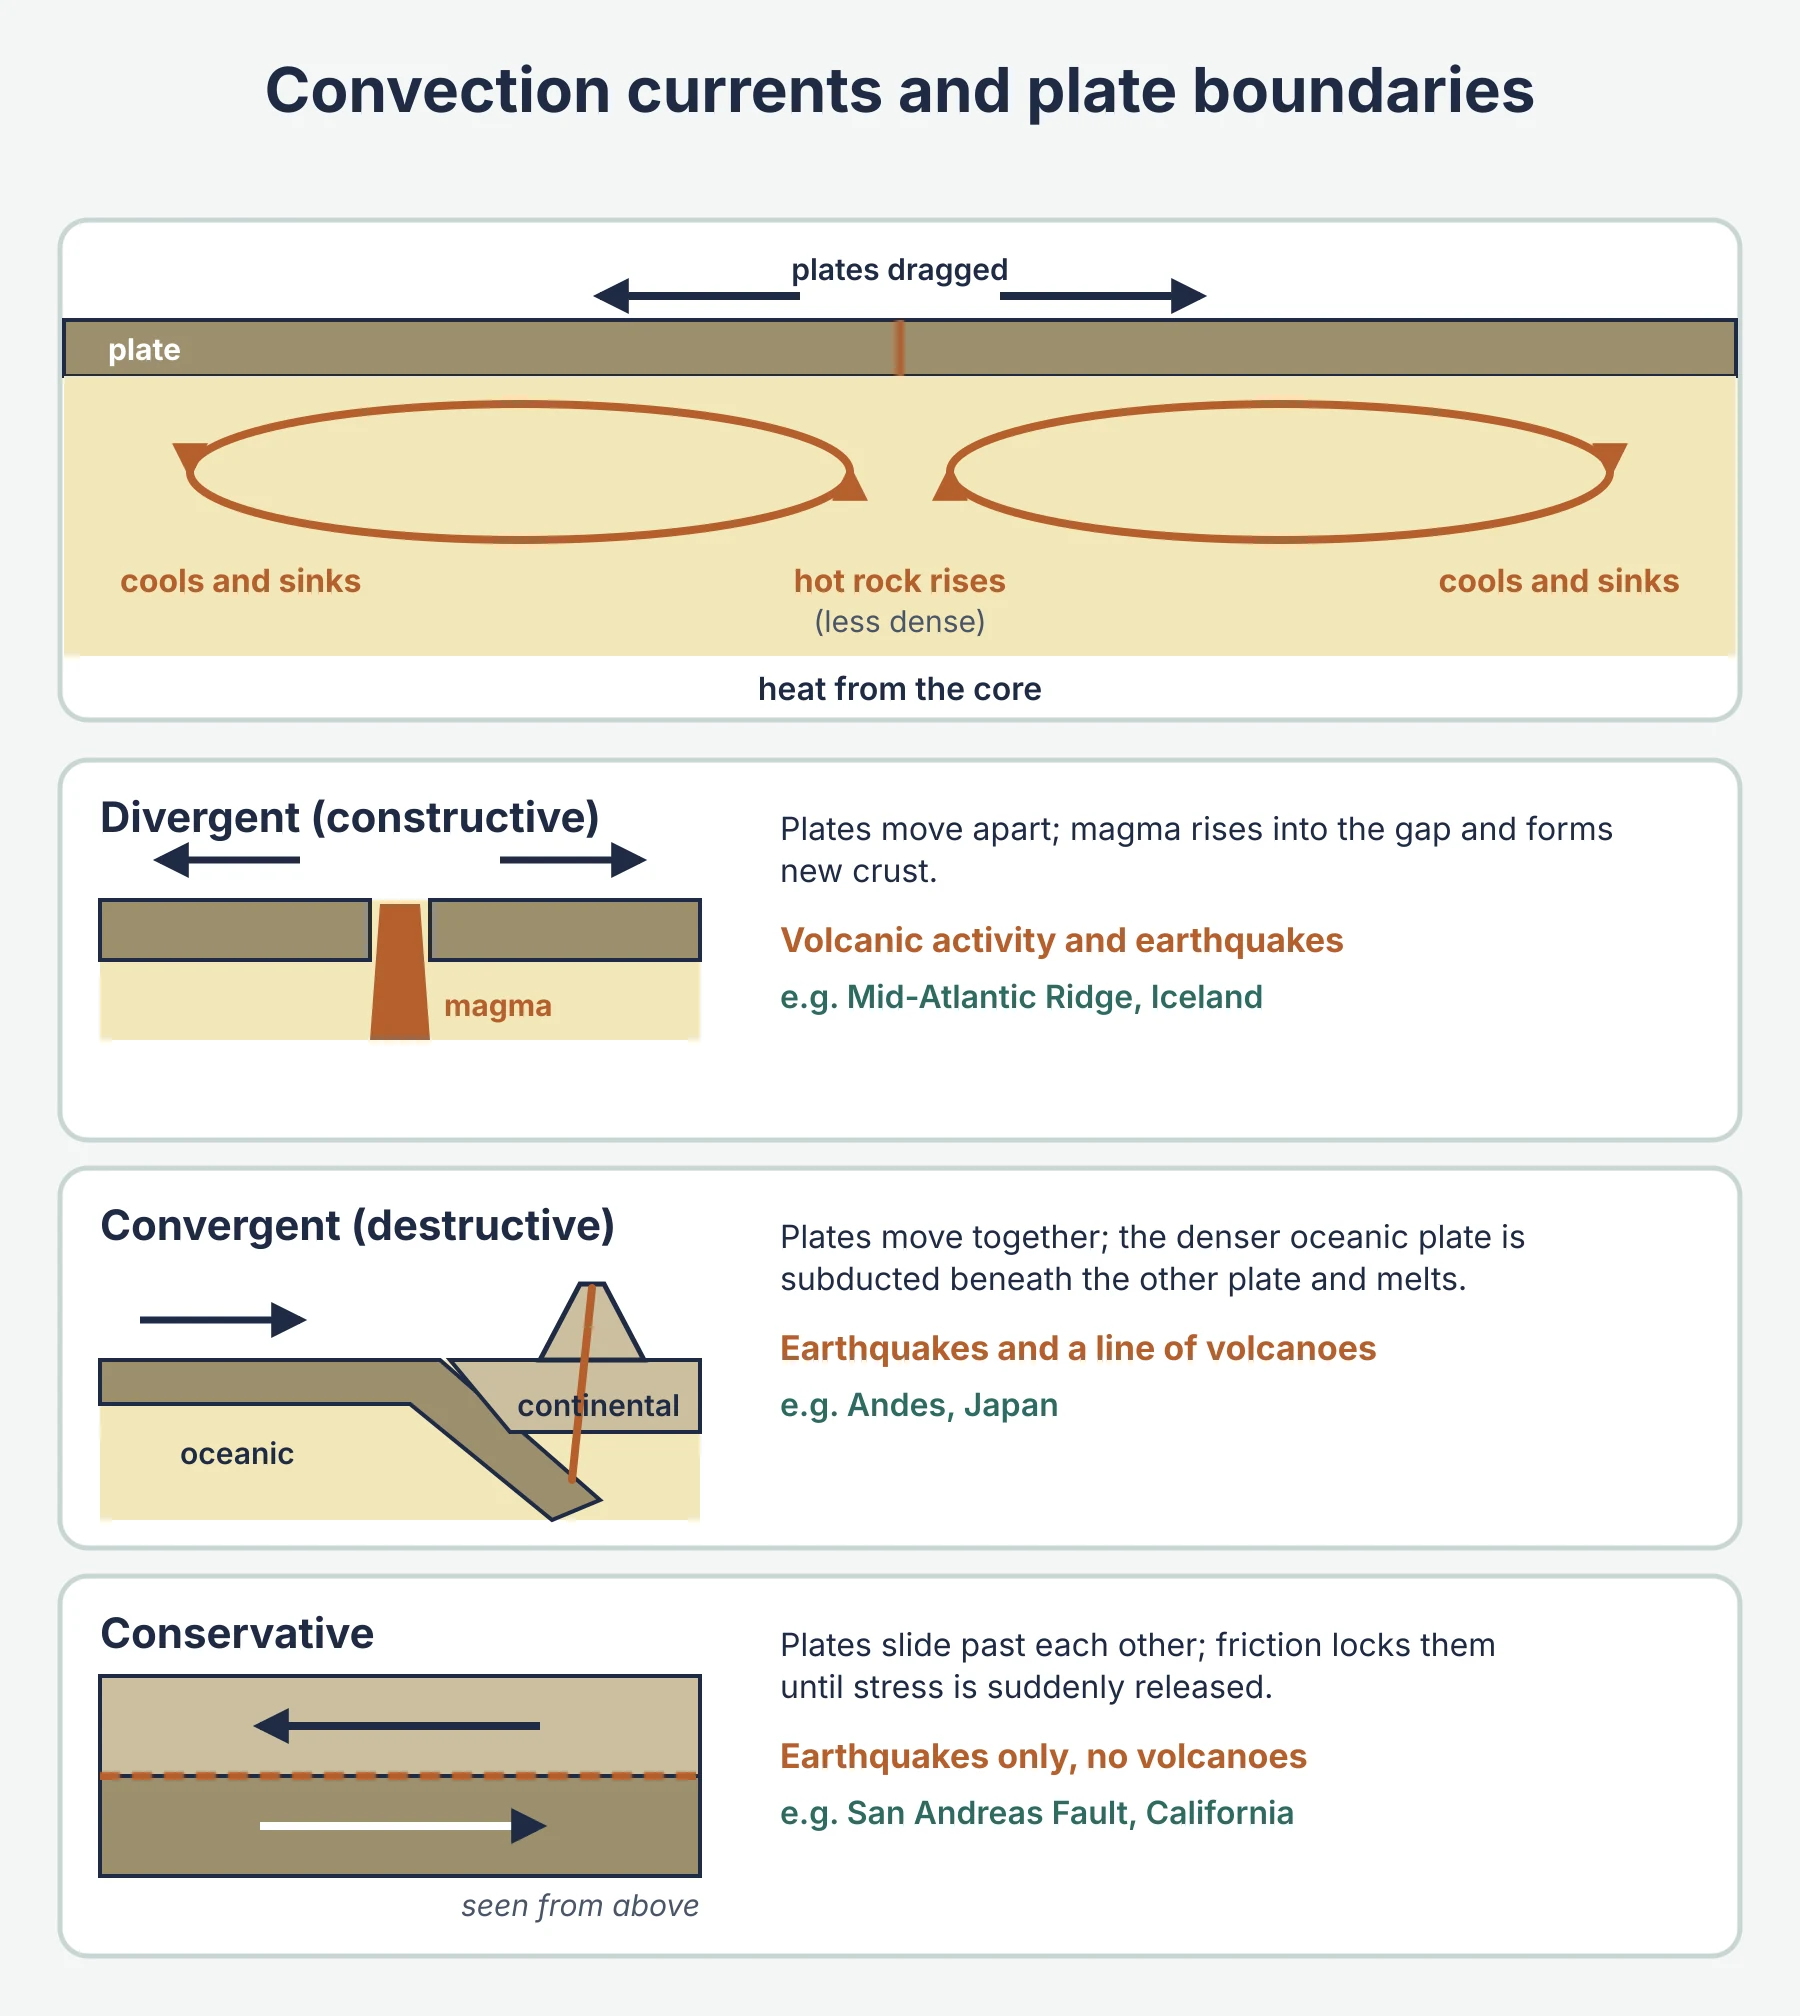 Convection currents and plate boundaries
plates dragged
plate
cools and sinks
hot rock rises
cools and sinks
(less dense)
heat from the core
Divergent (constructive)
magma
Plates move apart; magma rises into the gap and forms
new crust.
Volcanic activity and earthquakes
e.g. Mid-Atlantic Ridge, Iceland
Convergent (destructive)
continental
oceanic
Plates move together; the denser oceanic plate is
subducted beneath the other plate and melts.
Earthquakes and a line of volcanoes
e.g. Andes, Japan
Conservative
seen from above
Plates slide past each other; friction locks them
until stress is suddenly released.
Earthquakes only, no volcanoes
e.g. San Andreas Fault, California